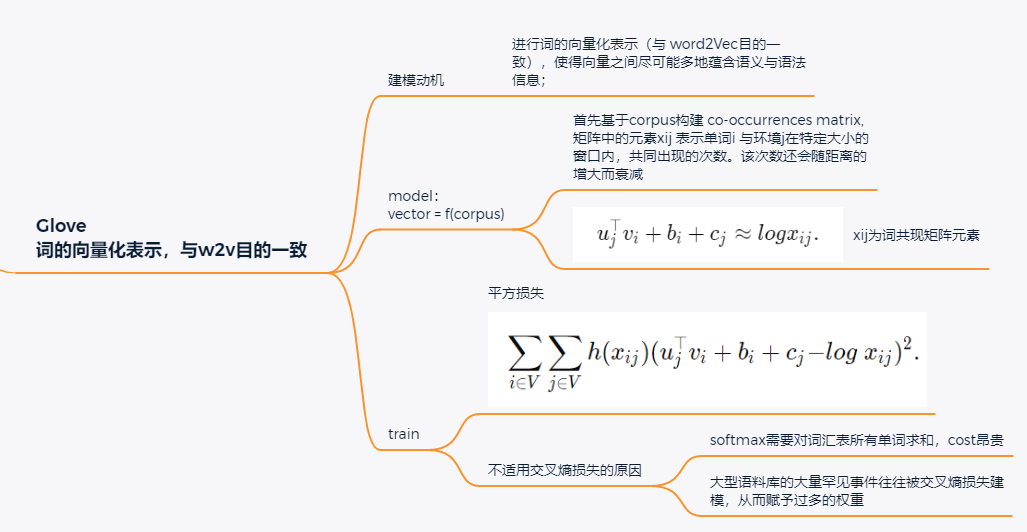 Glove
词的向量化表示，与w2v目的一致
建模动机
进行词的向量化表示（与 word2Vec目的一
致），使得向量之间尽可能多地蕴含语义与语法
信息；
model：
vector = f(corpus)
首先基于corpus构建 co-occurrences matrix,
矩阵中的元素xij 表示单词i 与环境j在特定大小的
窗口内，共同出现的次数。该次数还会随距离的
增大而衰减
u_j^⊤ v_i + b_i + c_j ≈ log x_{ij}.
xij为词共现矩阵元素
train
平方损失
∑_{i∈V} ∑_{j∈V} h(x_{ij})(u_j^⊤ v_i + b_i + c_j − log x_{ij})^2.
不适用交叉熵损失的原因
softmax需要对词汇表所有单词求和，cost昂贵
大型语料库的大量罕见事件往往被交叉熵损失建
模，从而赋予过多的权重